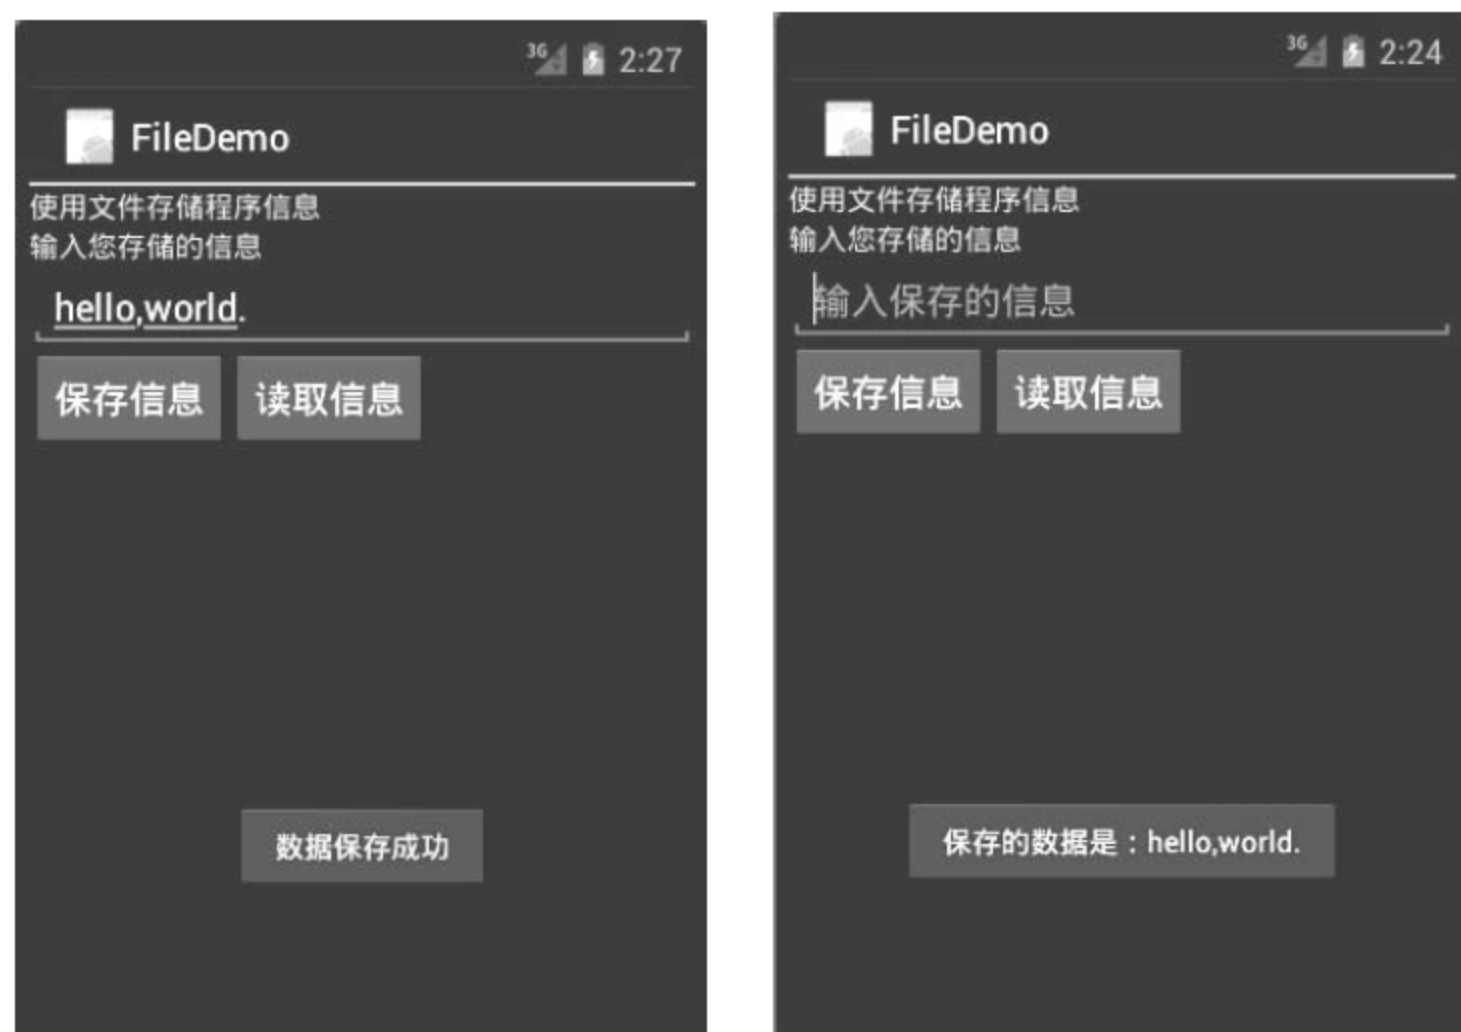 3G 2:27
FileDemo
使用文件存储程序信息
输入您存储的信息
hello,world.
保存信息 读取信息
数据保存成功
3G 2:24
FileDemo
使用文件存储程序信息
输入您存储的信息
输入保存的信息
保存信息 读取信息
保存的数据是：hello,world.